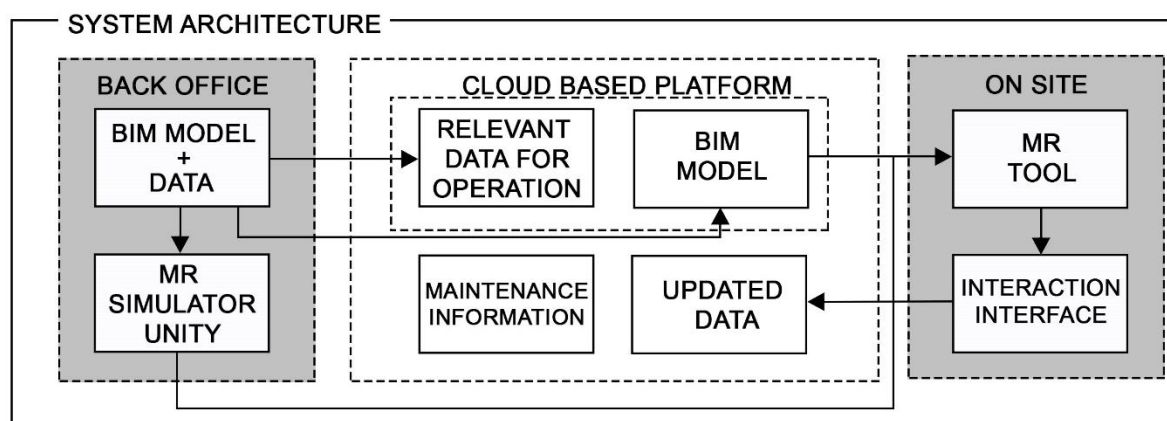 SYSTEM ARCHITECTURE
BACK OFFICE
BIM MODEL
+
DATA
MR
SIMULATOR
UNITY
CLOUD BASED PLATFORM
RELEVANT
DATA FOR
OPERATION
BIM
MODEL
MAINTENANCE
INFORMATION
UPDATED
DATA
ON SITE
MR
TOOL
INTERACTION
INTERFACE